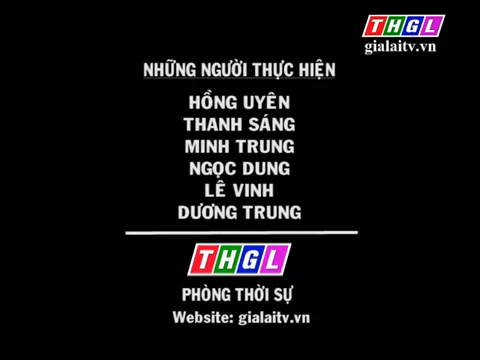 THGL
gialaitv.vn
NHỮNG NGƯỜI THỰC HIỆN
HỒNG UYÊN
THANH SÁNG
MINH TRUNG
NGỌC DUNG
LÊ VINH
DƯƠNG TRUNG
THGL
PHÒNG THỜI SỰ
Website: gialaitv.vn